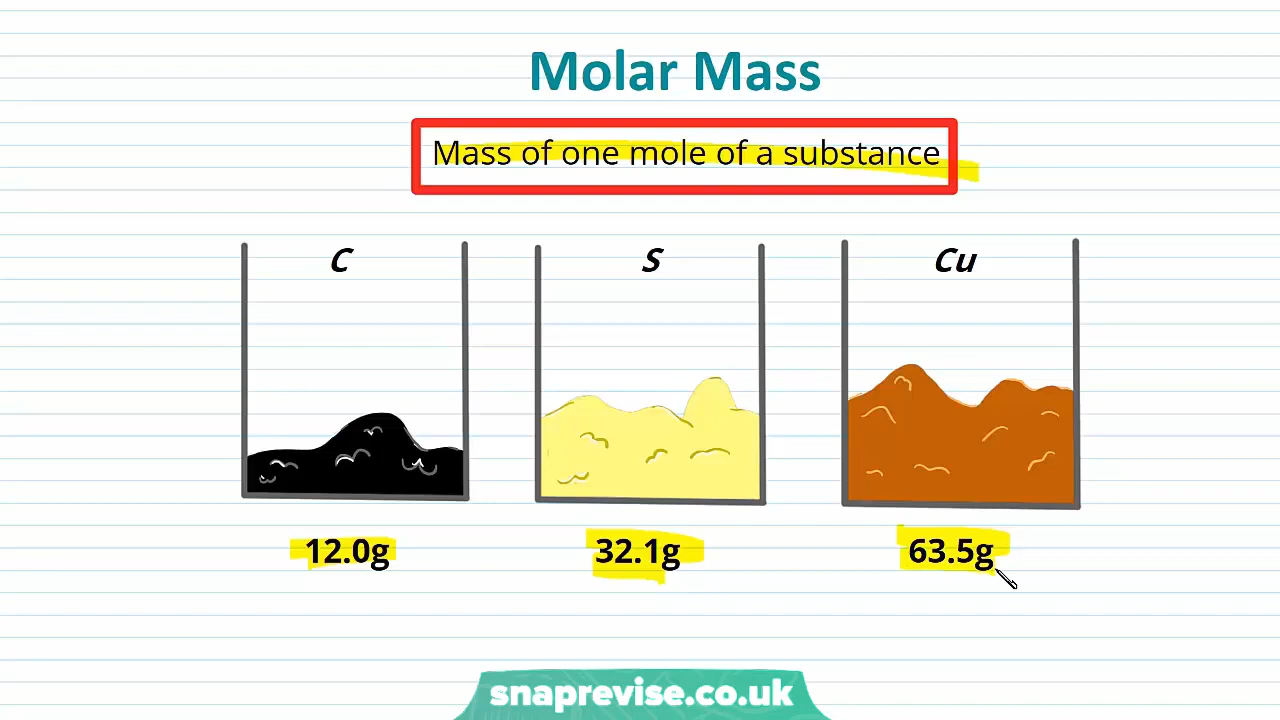 Molar Mass
Mass of one mole of a substance
C S Cu
12.0g 32.1g 63.5g
snaprevise.co.uk